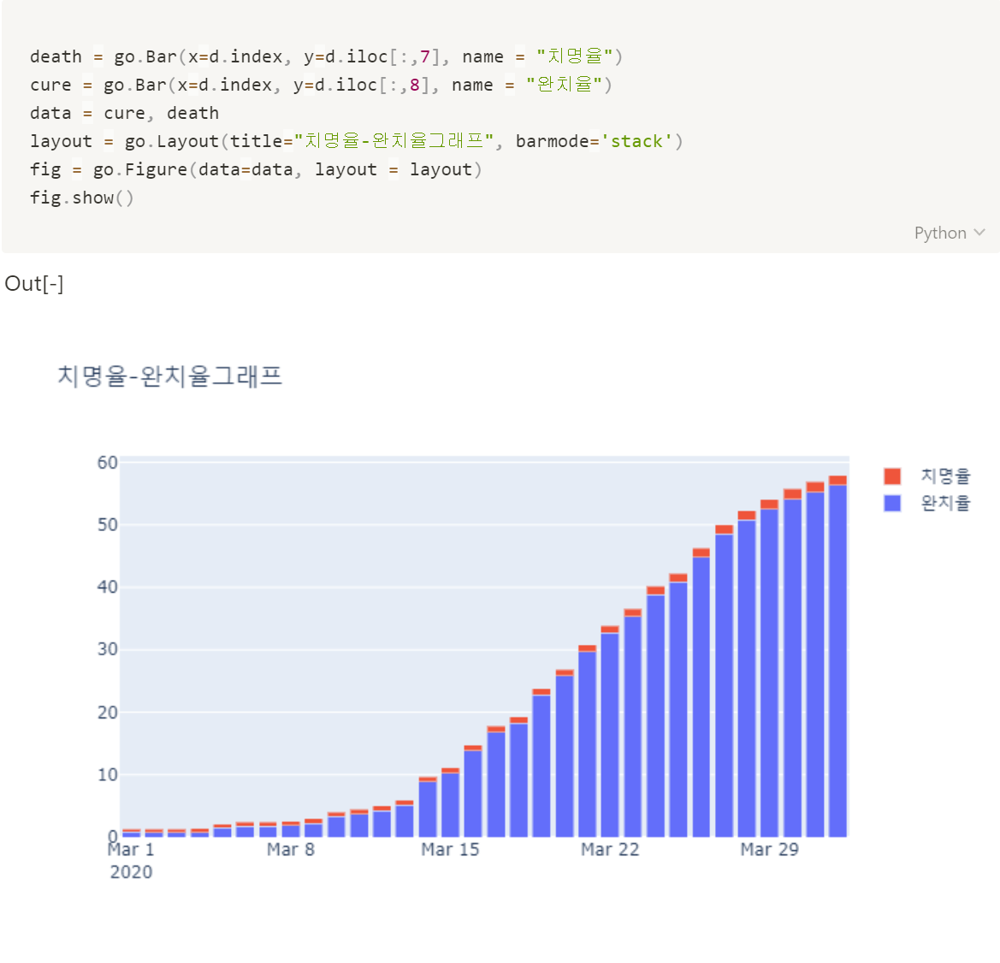 death = go.Bar(x=d.index, y=d.iloc[:,7], name = "치명율")
cure = go.Bar(x=d.index, y=d.iloc[:,8], name = "완치율")
data = cure, death
layout = go.Layout(title="치명율-완치율그래프", barmode='stack')
fig = go.Figure(data=data, layout = layout)
fig.show()
Python
Out[-]
치명율-완치율그래프
60
50
40
30
20
10
0
치명율
완치율
Mar 1 Mar 8 Mar 15 Mar 22 Mar 29
2020